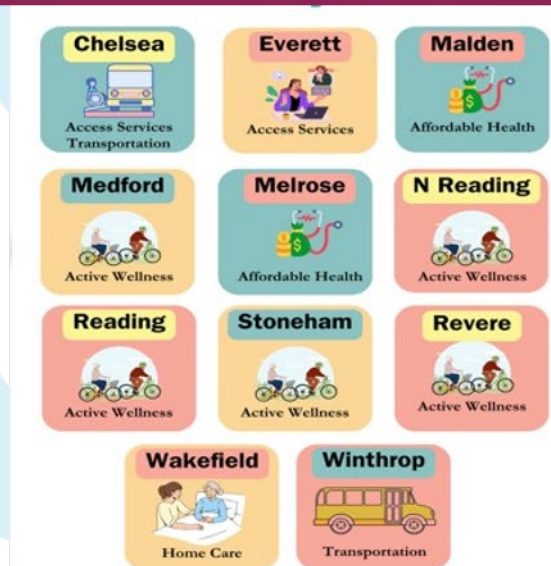 Chelsea
Access Services
Transportation
Everett
Access Services
Malden
Affordable Health
Medford
Active Wellness
Melrose
Affordable Health
N Reading
Active Wellness
Reading
Active Wellness
Stoneham
Active Wellness
Revere
Active Wellness
Wakefield
Home Care
Winthrop
Transportation